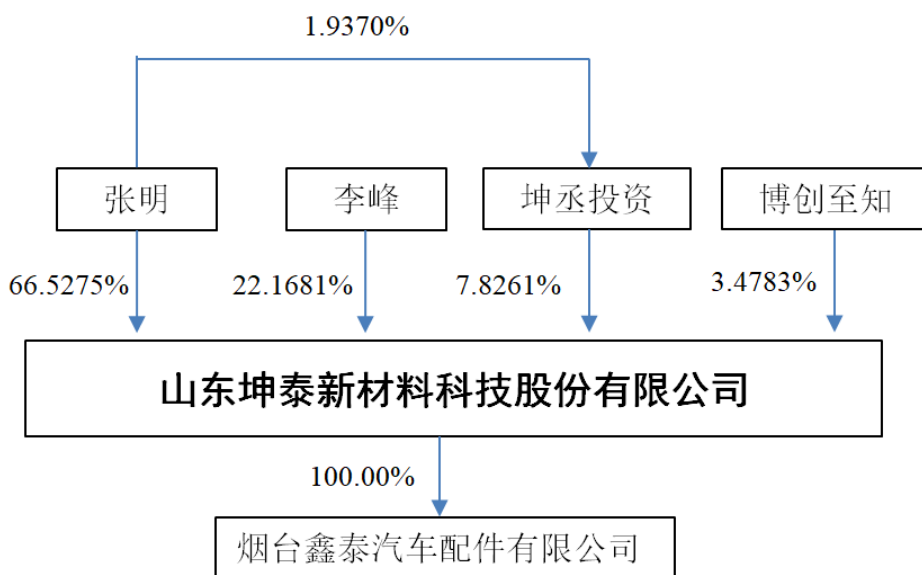 1.9370%
张明
李峰
坤丞投资
博创至知
66.5275%
22.1681%
7.8261%
3.4783%
山东坤泰新材料科技股份有限公司
100.00%
烟台鑫泰汽车配件有限公司